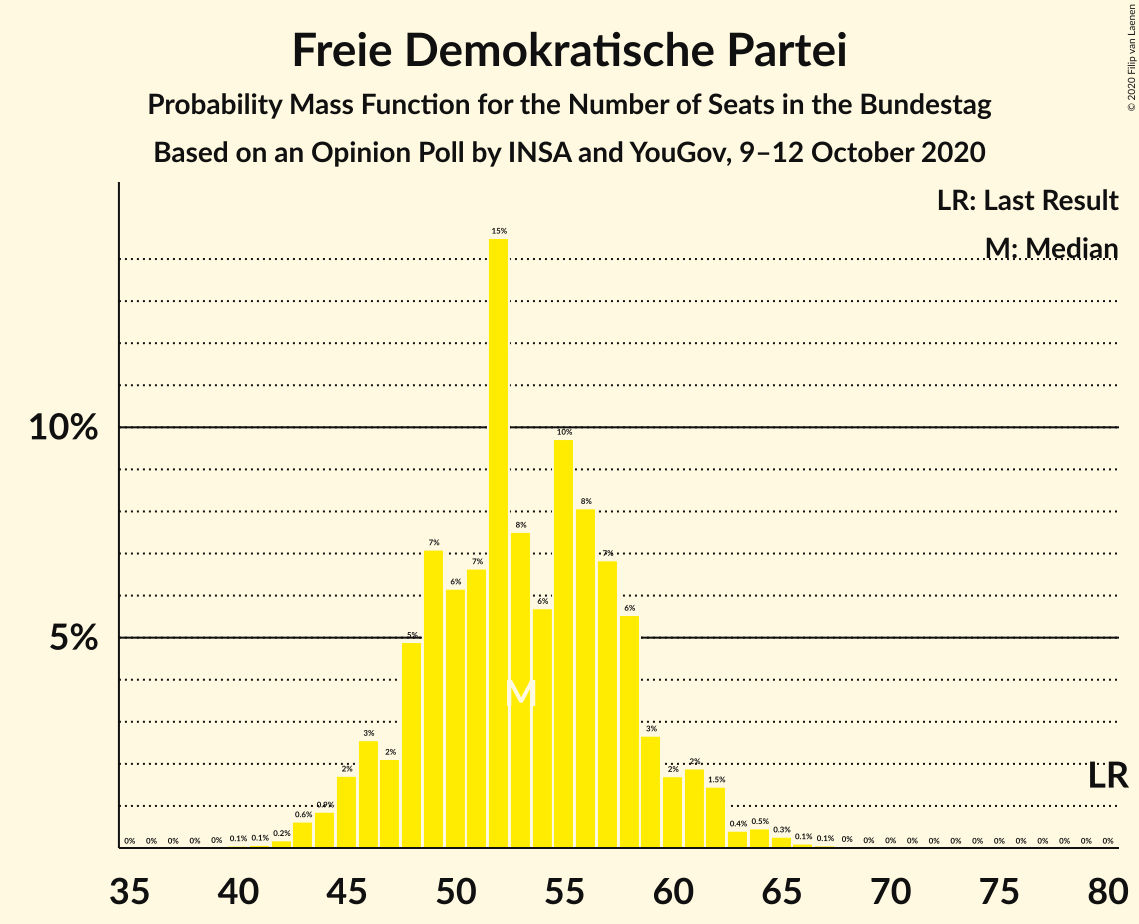 Freie Demokratische Partei
Probability Mass Function for the Number of Seats in the Bundestag
Based on an Opinion Poll by INSA and YouGov, 9–12 October 2020
© 2020 Filip van Laenen
LR: Last Result
M: Median
10%
5%
0% 0% 0% 0% 0% 0.1% 0.1% 0.2% 0.6% 0.9% 2% 3% 2% 5% 7% 6% 7% 15% 8% 6% 10% 8% 7% 6% 3% 2% 2% 1.5% 0.4% 0.5% 0.3% 0.1% 0.1% 0% 0% 0% 0% 0% 0% 0% 0% 0% 0% 0% 0% 0%
M
LR
35 40 45 50 55 60 65 70 75 80